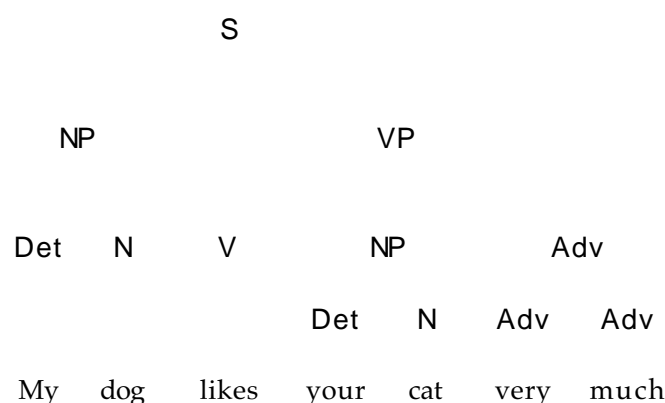 S
NP VP
Det N V NP Adv
Det N Adv Adv
My dog likes your cat very much